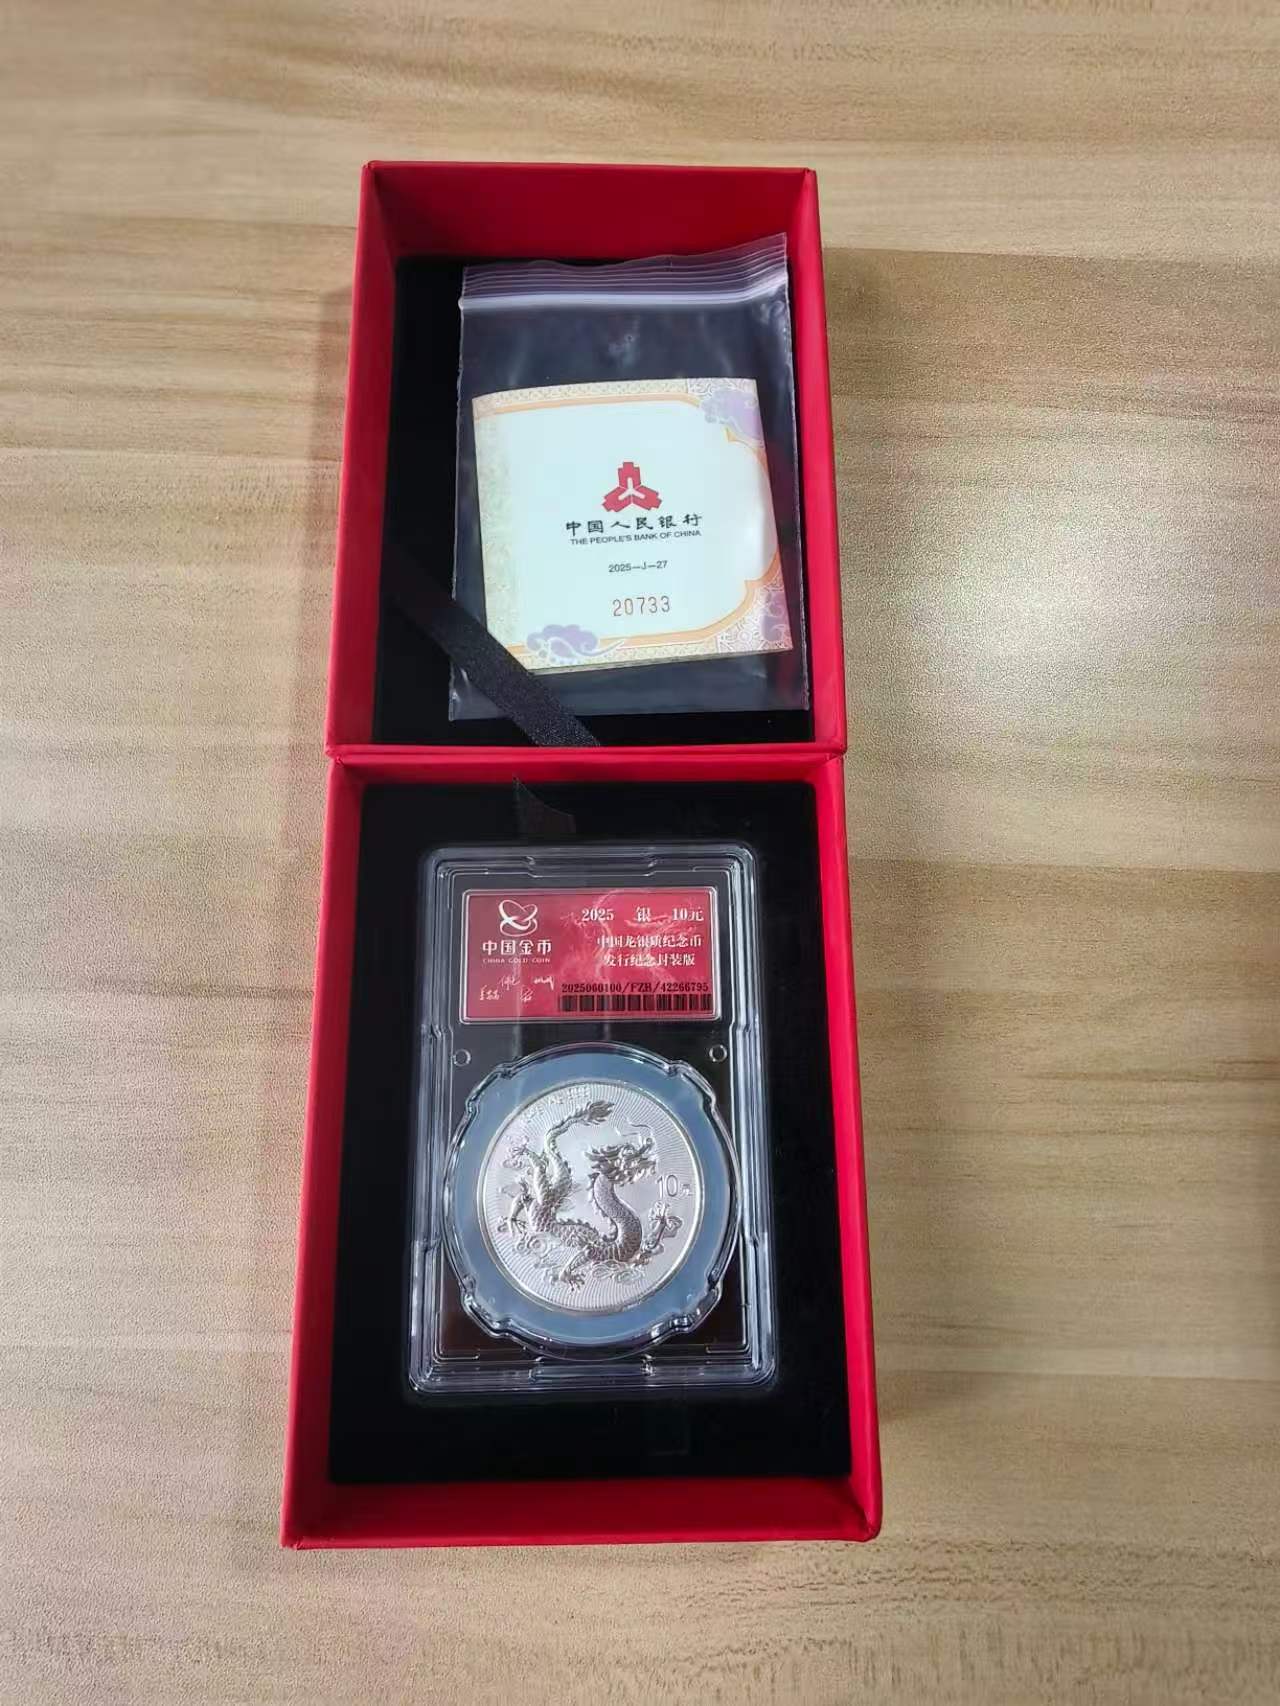 中国人民银行
THE PEOPLE'S BANK OF CHINA
2025—J—27
20733
2025 银 10元
中国金币
CHINA GOLD COIN
中国龙银质纪念币
发行纪念封装版
2025060100/FZB/42266795
10元